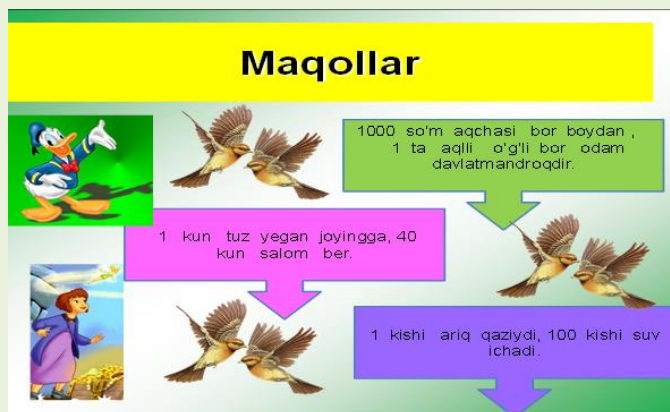 Maqollar
1000 so'm aqchasi bor boydan ,
1 ta aqlli o'g'li bor odam
davlatmandroqdir.
1 kun tuz yegan joyingga, 40
kun salom ber.
1 kishi ariq qaziydi, 100 kishi suv
ichadi.